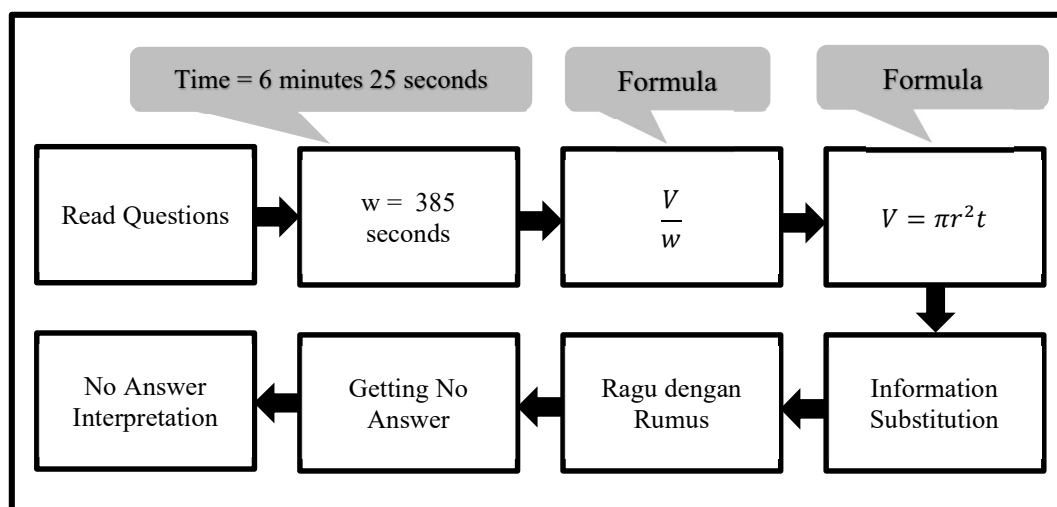 Time = 6 minutes 25 seconds
Formula
Formula
Read Questions
w = 385
seconds
V
w
V = πr²t
Information
Substitution
Ragu dengan
Rumus
Getting No
Answer
No Answer
Interpretation